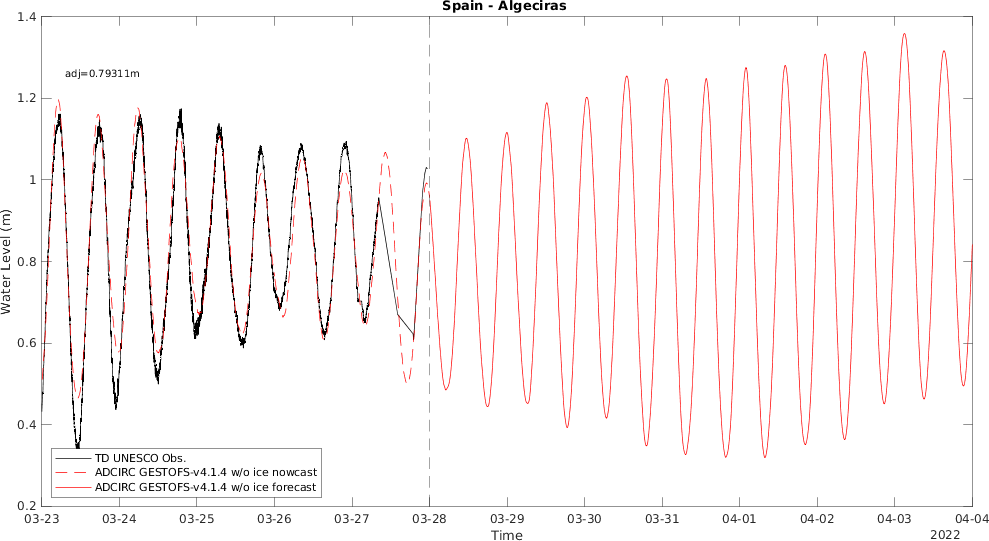 Spain - Algeciras
1.4
adj=0.79311m
1.2
1
0.8
0.6
0.4
0.2
Water Level (m)
TD UNESCO Obs.
ADCIRC GESTOFS-v4.1.4 w/o ice nowcast
ADCIRC GESTOFS-v4.1.4 w/o ice forecast
03-23 03-24 03-25 03-26 03-27 03-28 03-29 03-30 03-31 04-01 04-02 04-03 04-04
Time
2022